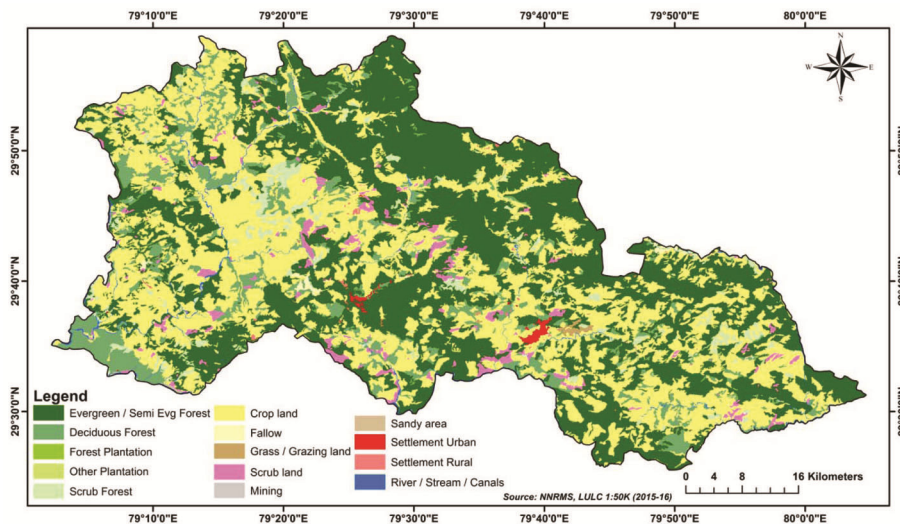 79°10'0"E 79°20'0"E 79°30'0"E 79°40'0"E 79°50'0"E 80°0'0"E
N
W E
S
29°50'0"N
29°40'0"N
29°30'0"N
Legend
Evergreen / Semi Evg Forest
Deciduous Forest
Forest Plantation
Other Plantation
Scrub Forest
Crop land
Fallow
Grass / Grazing land
Scrub land
Mining
Sandy area
Settlement Urban
Settlement Rural
River / Stream / Canals
0 2 4 8 12 16 Kilometers
Source: NNRMS, LULC 1:50K (2015-16)
79°10'0"E 79°20'0"E 79°30'0"E 79°40'0"E 79°50'0"E 80°0'0"E